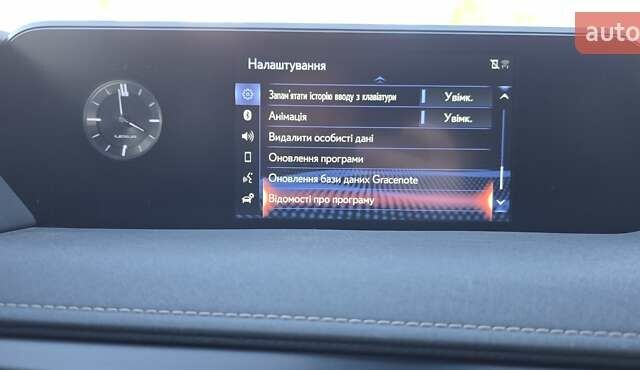 auto
Налаштування
Запам'ятати історію вводу з клавіатури Увімк.
Анімація Увімк.
LEXUS
Видалити особисті дані
Оновлення програми
Оновлення бази даних Gracenote
Відомості про програму